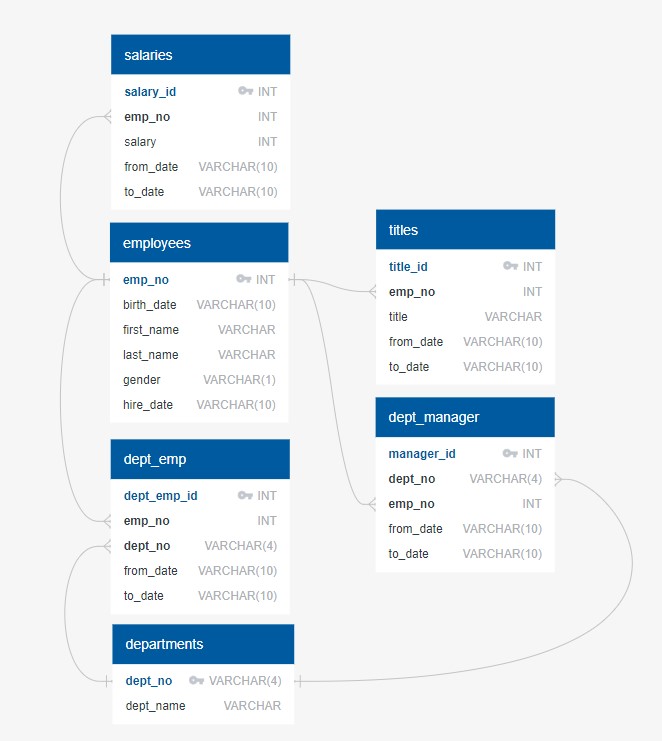 salaries
salary_id INT
emp_no INT
salary INT
from_date VARCHAR(10)
to_date VARCHAR(10)
employees
emp_no INT
birth_date VARCHAR(10)
first_name VARCHAR
last_name VARCHAR
gender VARCHAR(1)
hire_date VARCHAR(10)
dept_emp
dept_emp_id INT
emp_no INT
dept_no VARCHAR(4)
from_date VARCHAR(10)
to_date VARCHAR(10)
departments
dept_no VARCHAR(4)
dept_name VARCHAR
titles
title_id INT
emp_no INT
title VARCHAR
from_date VARCHAR(10)
to_date VARCHAR(10)
dept_manager
manager_id INT
dept_no VARCHAR(4)
emp_no INT
from_date VARCHAR(10)
to_date VARCHAR(10)